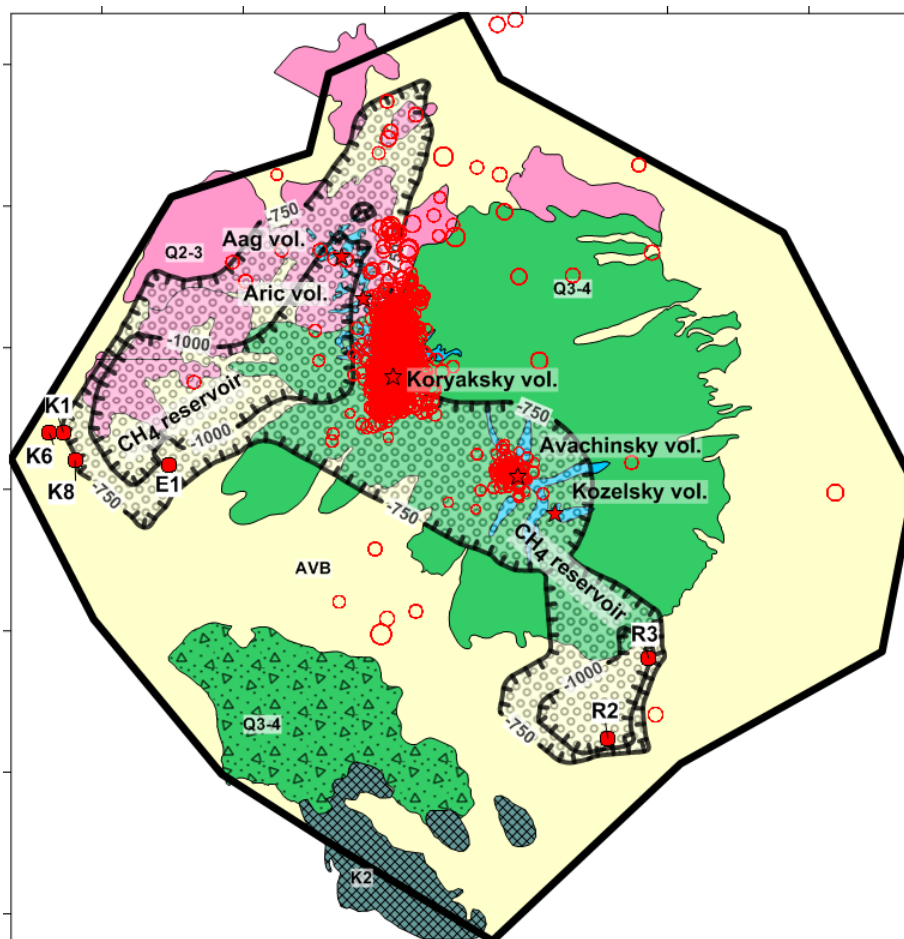 -750
Q2-3
Aag vol.
-750
Aric vol.
Q3-4
-1000
Koryaksky vol.
CH4 reservoir
K1
-750
-1000
Avachinsky vol.
K6
E1
K8
Kozelsky vol.
-750
-750
CH4 reservoir
AVB
R3
-1000
R2
Q3-4
-750
K2